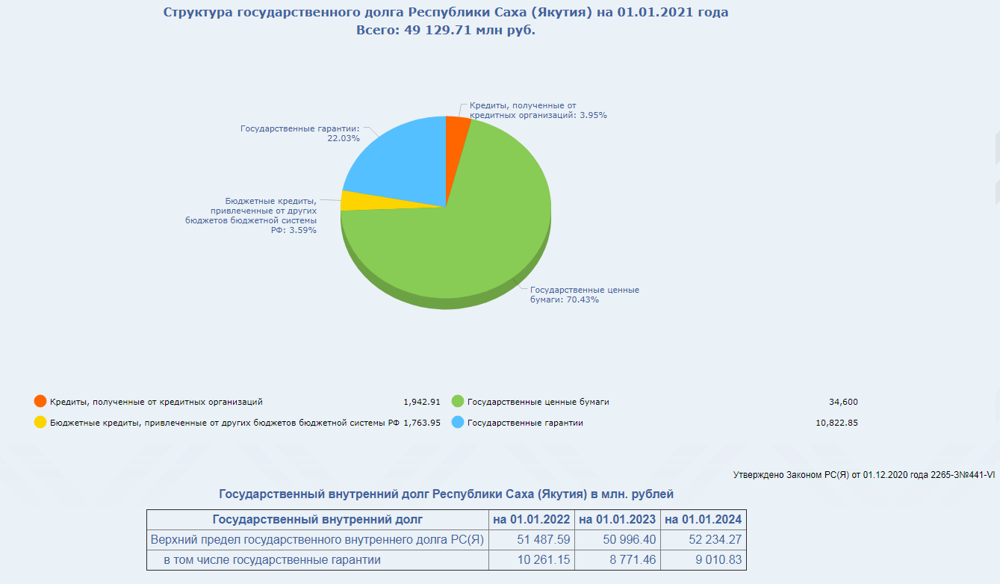 Структура государственного долга Республики Саха (Якутия) на 01.01.2021 года
Всего: 49 129.71 млн руб.
Кредиты, полученные от
кредитных организаций: 3.95%
Государственные гарантии:
22.03%
Бюджетные кредиты,
привлеченные от других
бюджетов бюджетной системы
РФ: 3.59%
Государственные ценные
бумаги: 70.43%
Кредиты, полученные от кредитных организаций 1,942.91 Государственные ценные бумаги 34,600
Бюджетные кредиты, привлеченные от других бюджетов бюджетной системы РФ 1,763.95 Государственные гарантии 10,822.85
Утверждено Законом РС(Я) от 01.12.2020 года 2265-З№441-VI
Государственный внутренний долг Республики Саха (Якутия) в млн. рублей
Государственный внутренний долг на 01.01.2022 на 01.01.2023 на 01.01.2024
Верхний предел государственного внутреннего долга РС(Я) 51 487.59 50 996.40 52 234.27
в том числе государственные гарантии 10 261.15 8 771.46 9 010.83